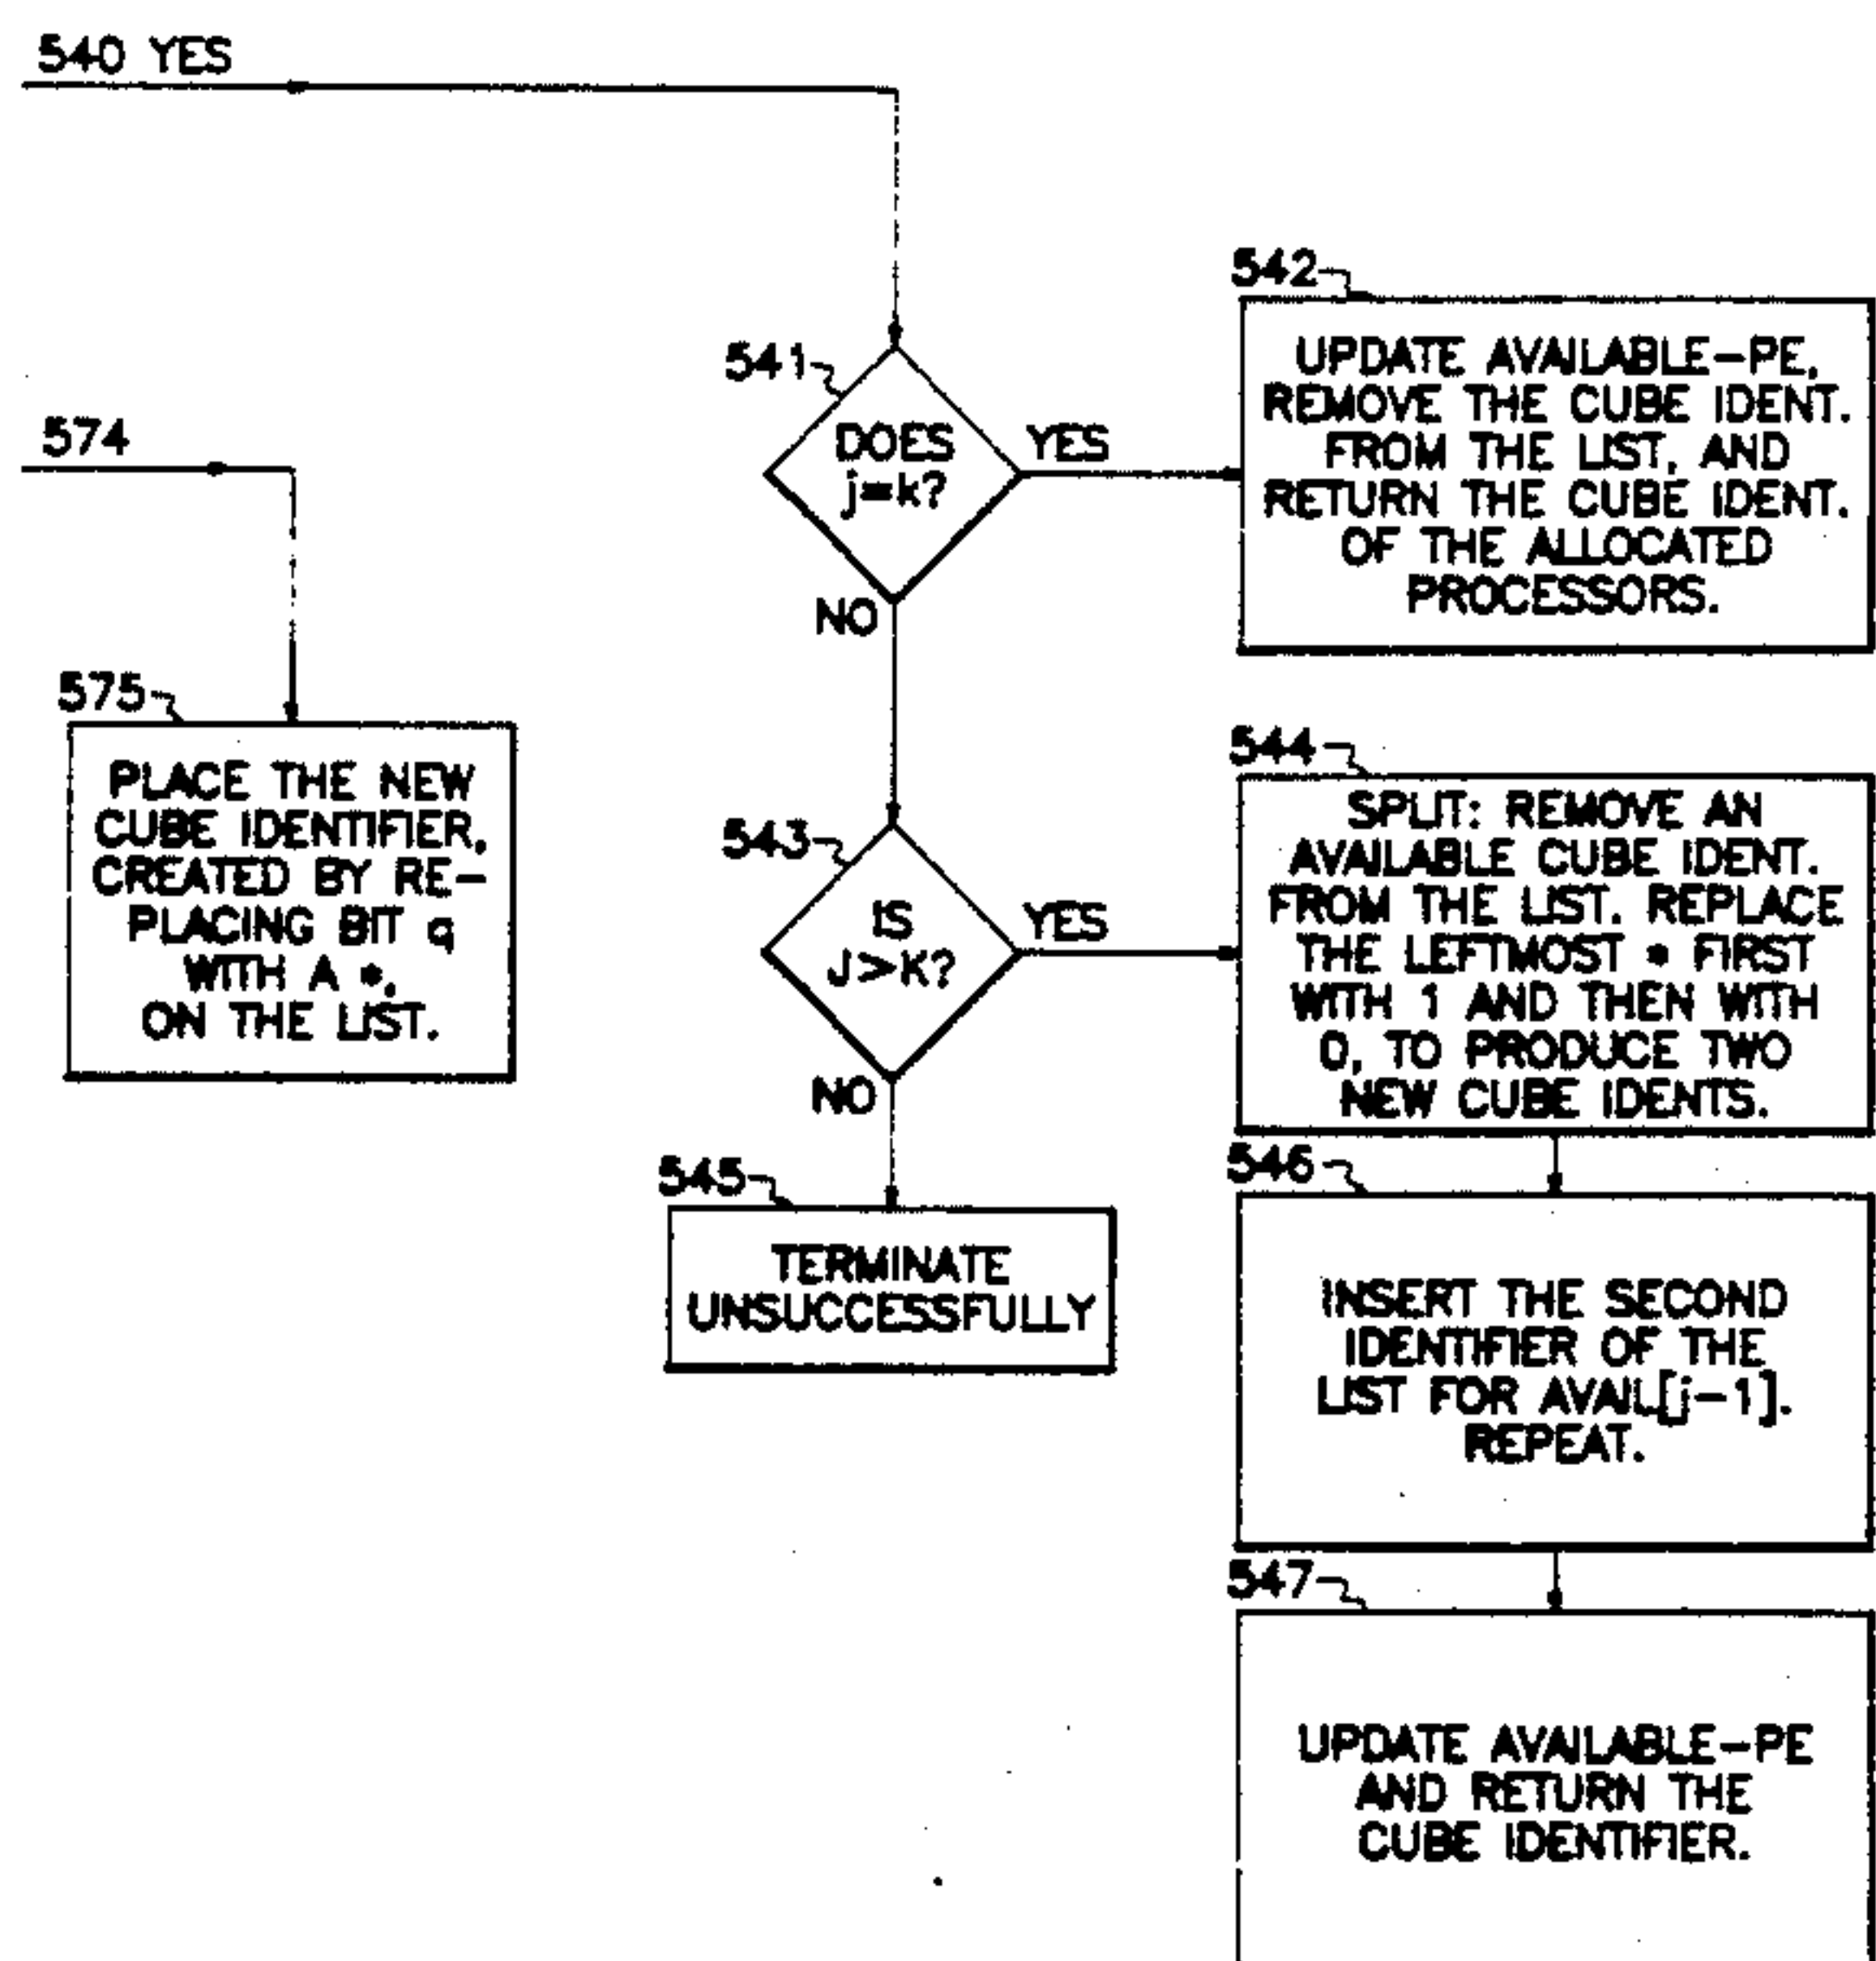 540 YES
542
UPDATE AVAILABLE-PE,
REMOVE THE CUBE IDENT.
FROM THE LIST, AND
RETURN THE CUBE IDENT.
OF THE ALLOCATED
PROCESSORS.
541
DOES
j=k?
YES
NO
574
575
PLACE THE NEW
CUBE IDENTIFIER,
CREATED BY RE-
PLACING BIT q
WITH A *,
ON THE LIST.
543
IS
J>K?
YES
NO
544
SPLIT: REMOVE AN
AVAILABLE CUBE IDENT.
FROM THE LIST. REPLACE
THE LEFTMOST * FIRST
WITH 1 AND THEN WITH
0, TO PRODUCE TWO
NEW CUBE IDENTS.
545
TERMINATE
UNSUCCESSFULLY
546
INSERT THE SECOND
IDENTIFIER OF THE
LIST FOR AVAIL[j-1].
REPEAT.
547
UPDATE AVAILABLE-PE
AND RETURN THE
CUBE IDENTIFIER.